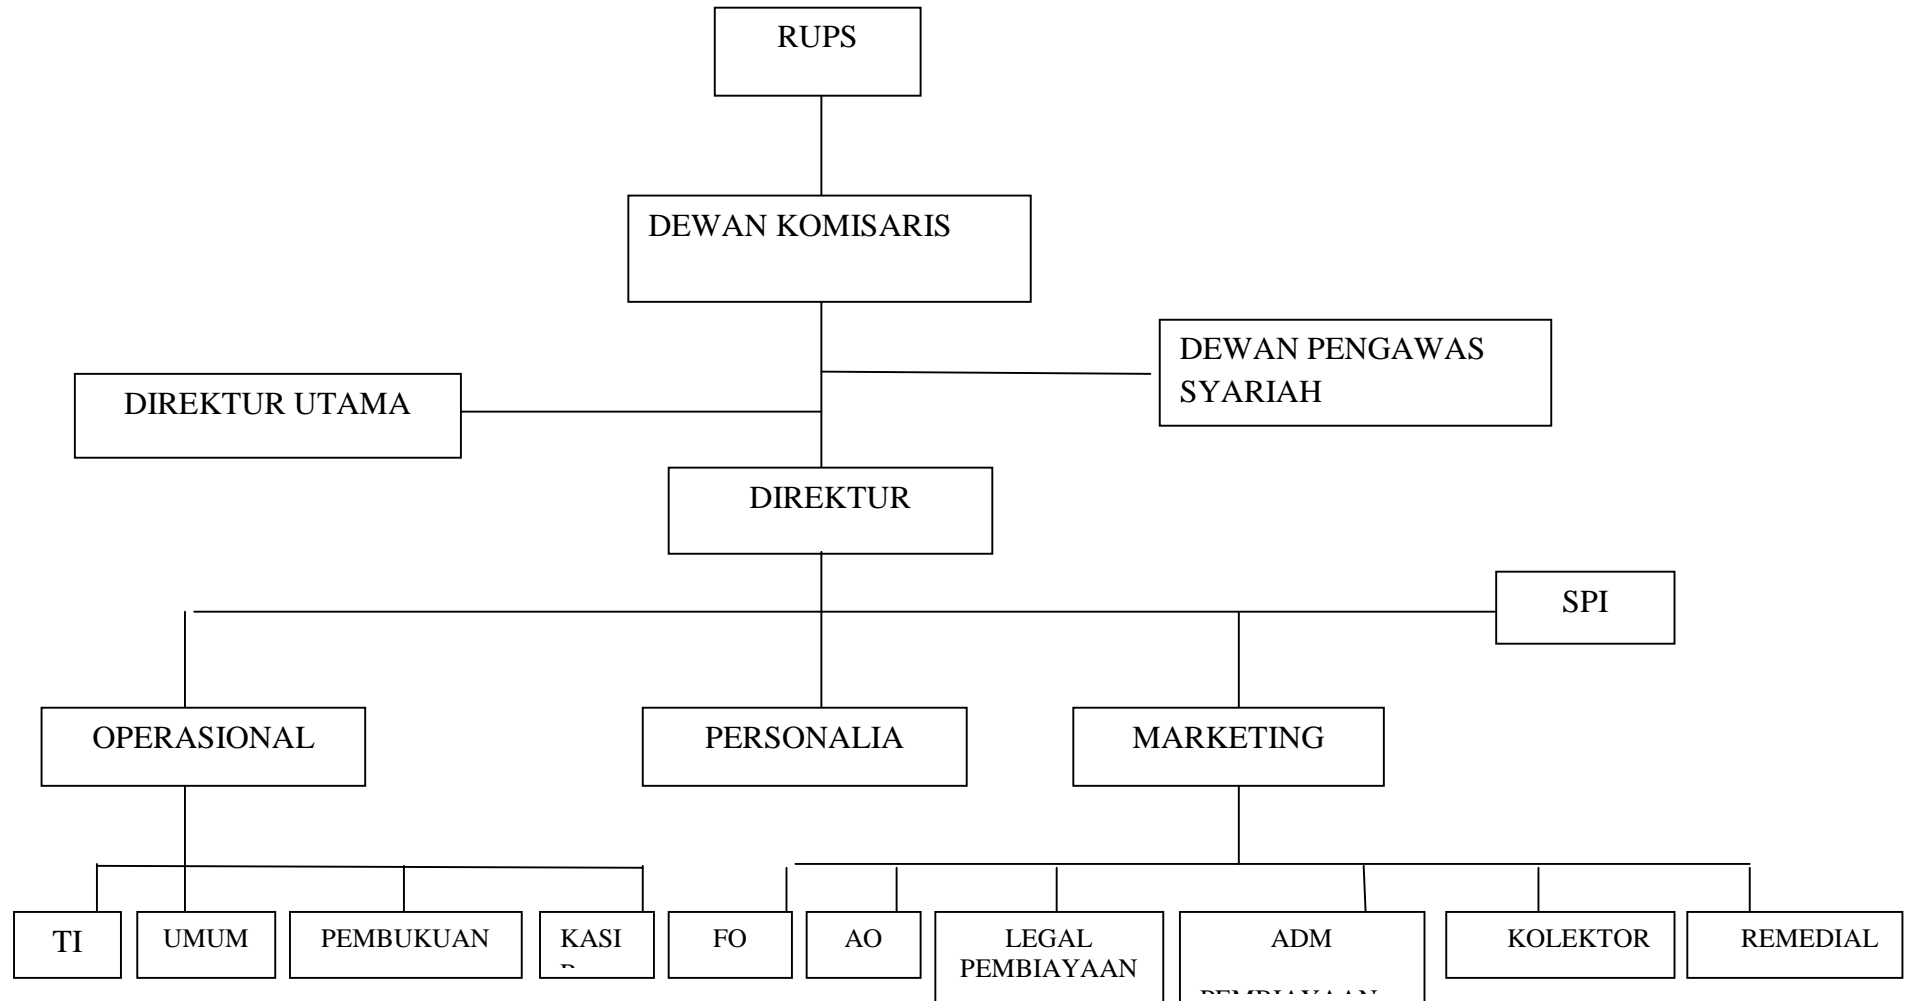 RUPS
DEWAN KOMISARIS
DEWAN PENGAWAS
SYARIAH
DIREKTUR UTAMA
DIREKTUR
SPI
OPERASIONAL
PERSONALIA
MARKETING
TI
UMUM
PEMBUKUAN
KASI
FO
AO
LEGAL
PEMBIAYAAN
ADM
PEMBIAYAAN
KOLEKTOR
REMEDIAL